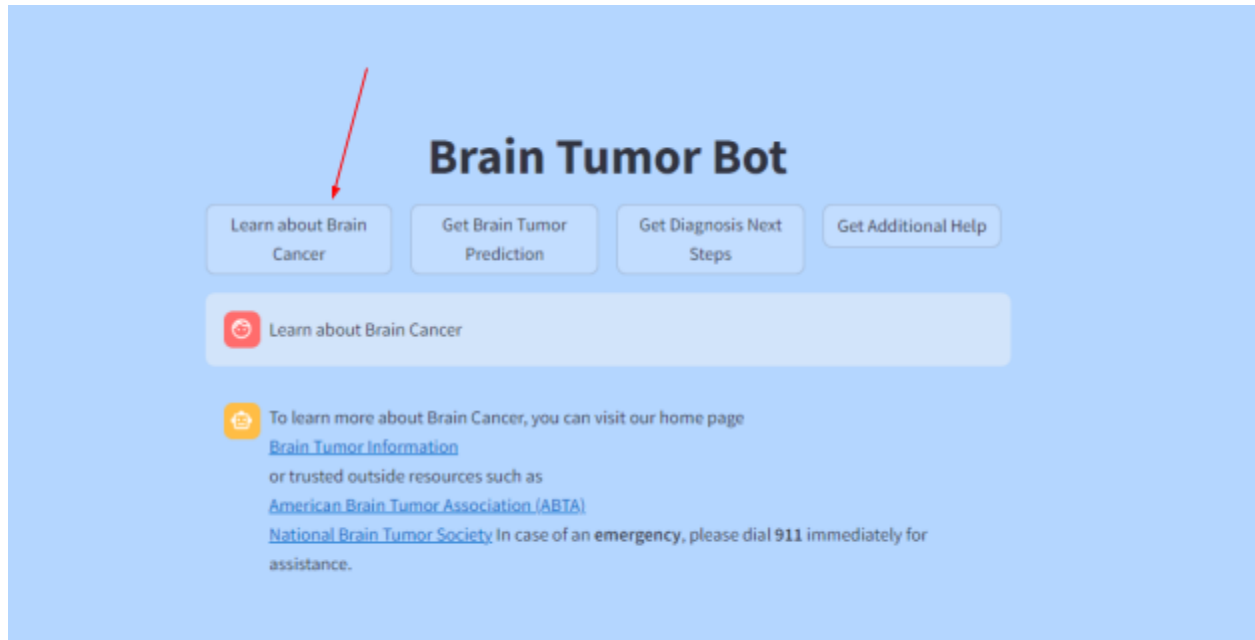 Brain Tumor Bot
Learn about Brain
Cancer
Get Brain Tumor
Prediction
Get Diagnosis Next
Steps
Get Additional Help
Learn about Brain Cancer
To learn more about Brain Cancer, you can visit our home page
Brain Tumor Information
or trusted outside resources such as
American Brain Tumor Association (ABTA)
National Brain Tumor Society In case of an emergency, please dial 911 immediately for
assistance.